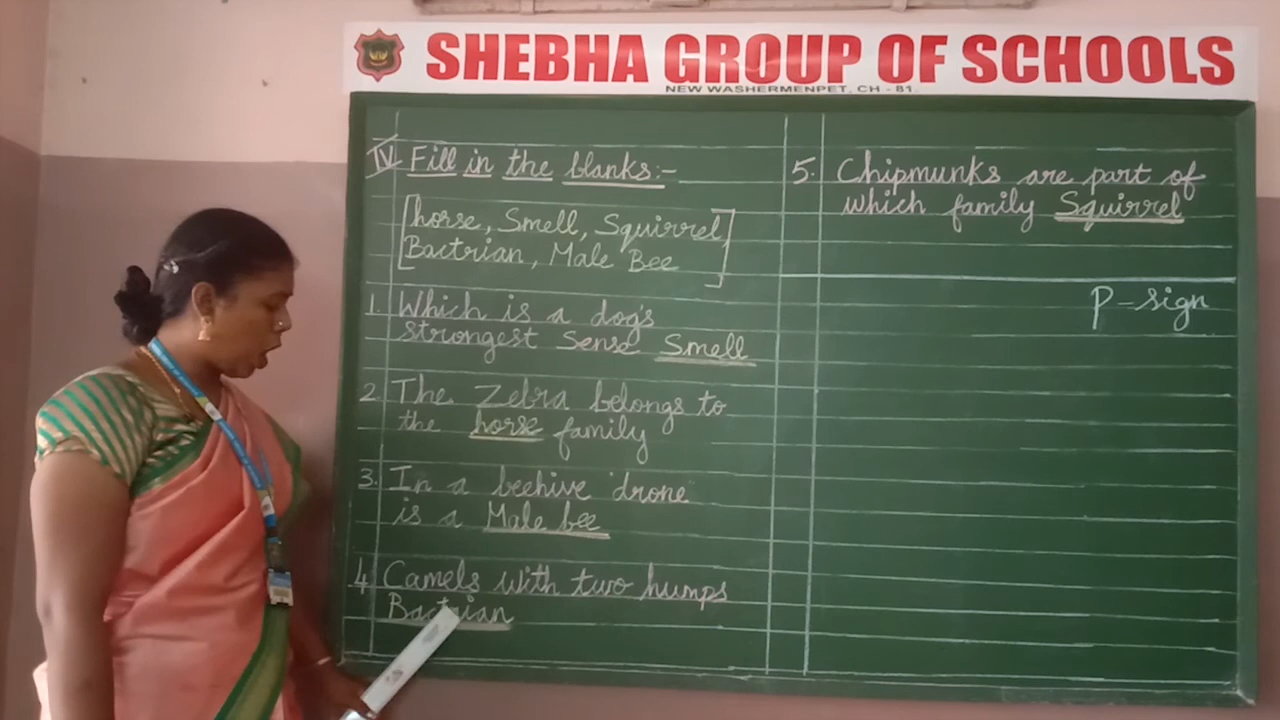 SHEBHA GROUP OF SCHOOLS
NEW WASHERMENPET, CH - 81.
IV Fill in the blanks:-
[horse, Smell, Squirrel,
Bactrian, Male Bee]
1. Which is a dog's
strongest sense Smell
2. The Zebra belongs to
the horse family
3. In a beehive "drone"
is a Male bee
4. Camels with two humps
Bactrian
5. Chipmunks are part of
which family Squirrel
P-sign